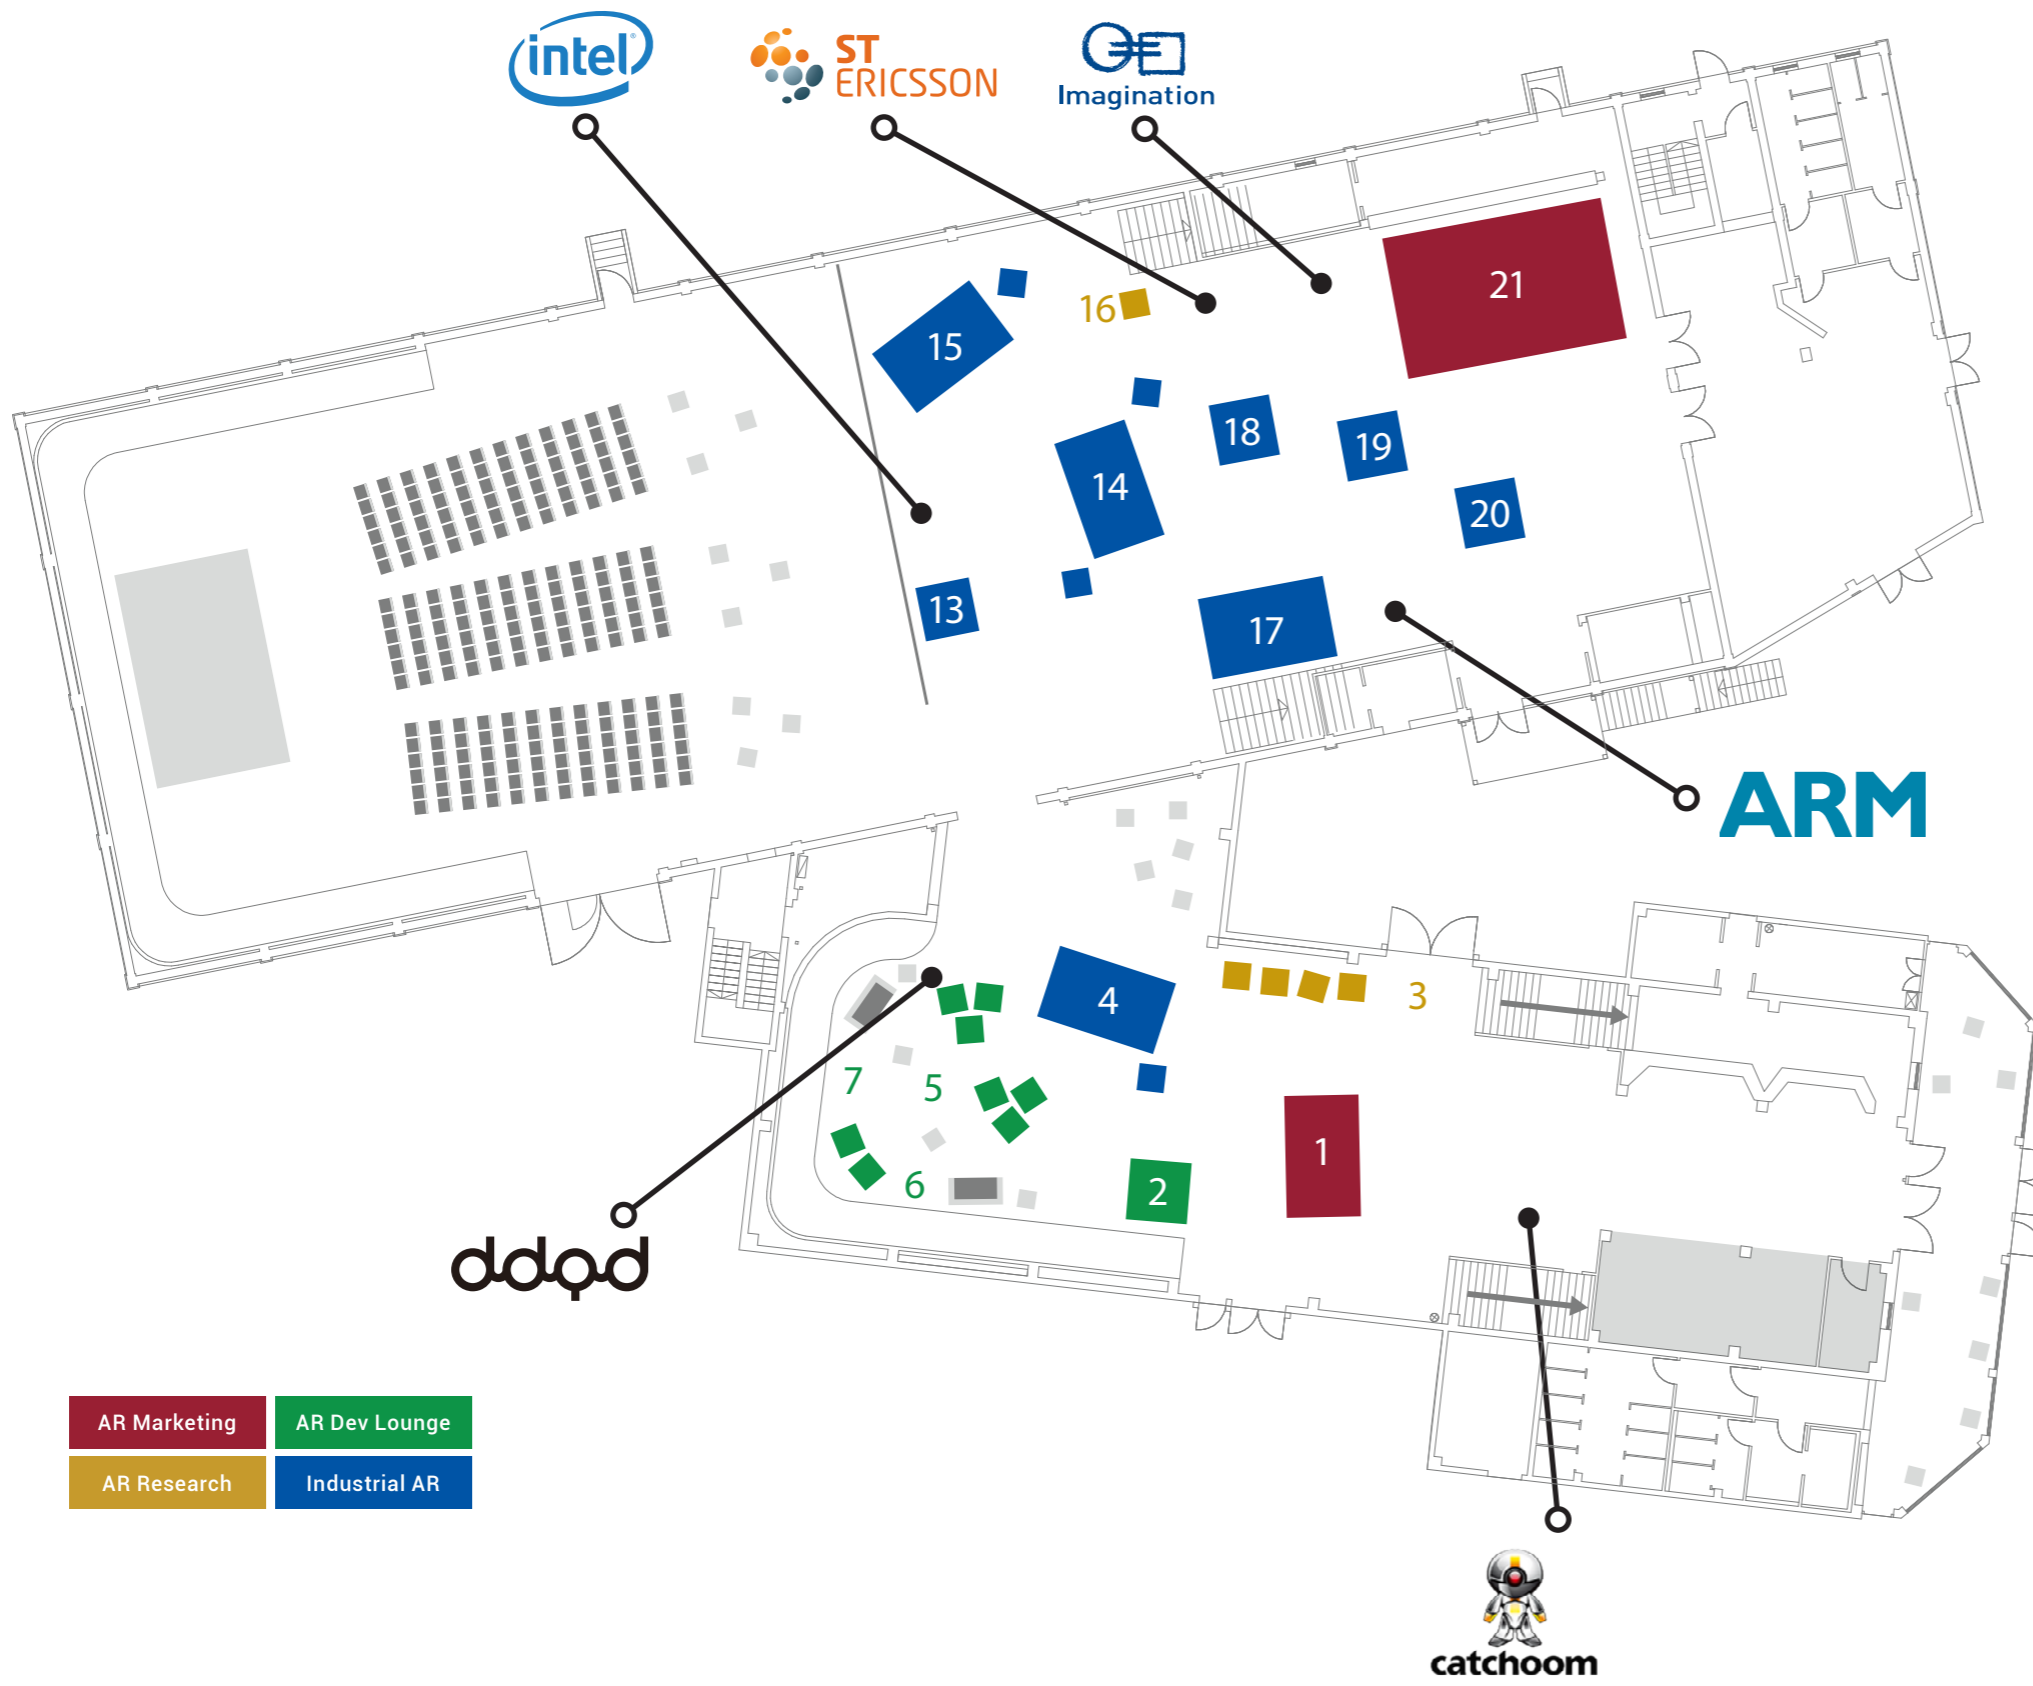 intel
ST
ERICSSON
Imagination
21
16
15
18
19
14
20
13
17
ARM
4
3
7
5
1
6
2
ddqd
AR Marketing
AR Dev Lounge
AR Research
Industrial AR
catchoom